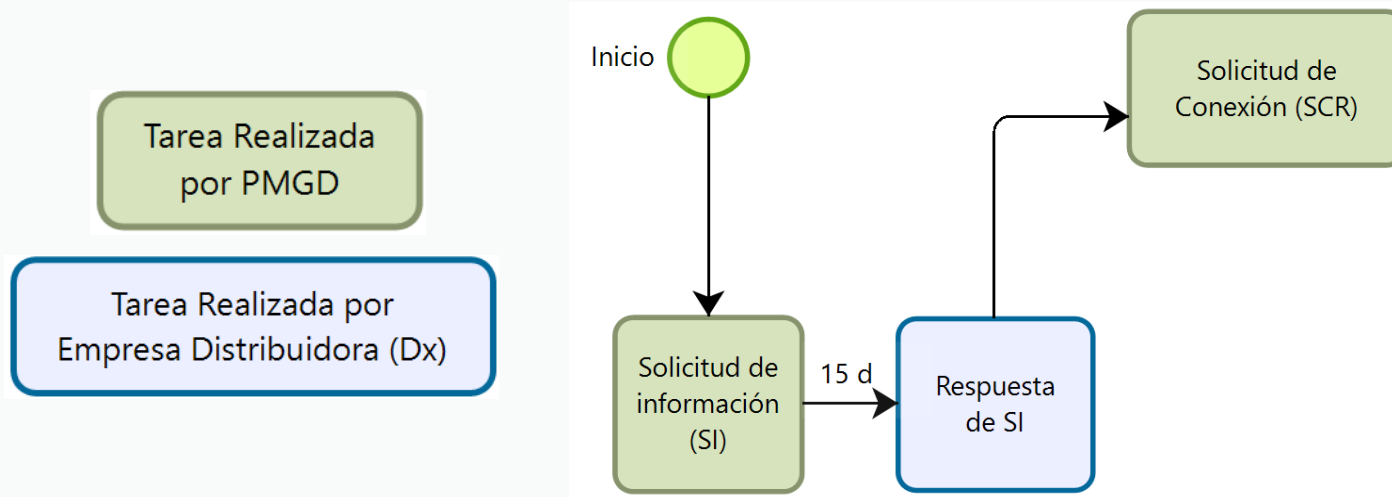 Tarea Realizada
por PMGD
Tarea Realizada por
Empresa Distribuidora (Dx)
Inicio
Solicitud de
información
(SI)
15 d
Respuesta
de SI
Solicitud de
Conexión (SCR)